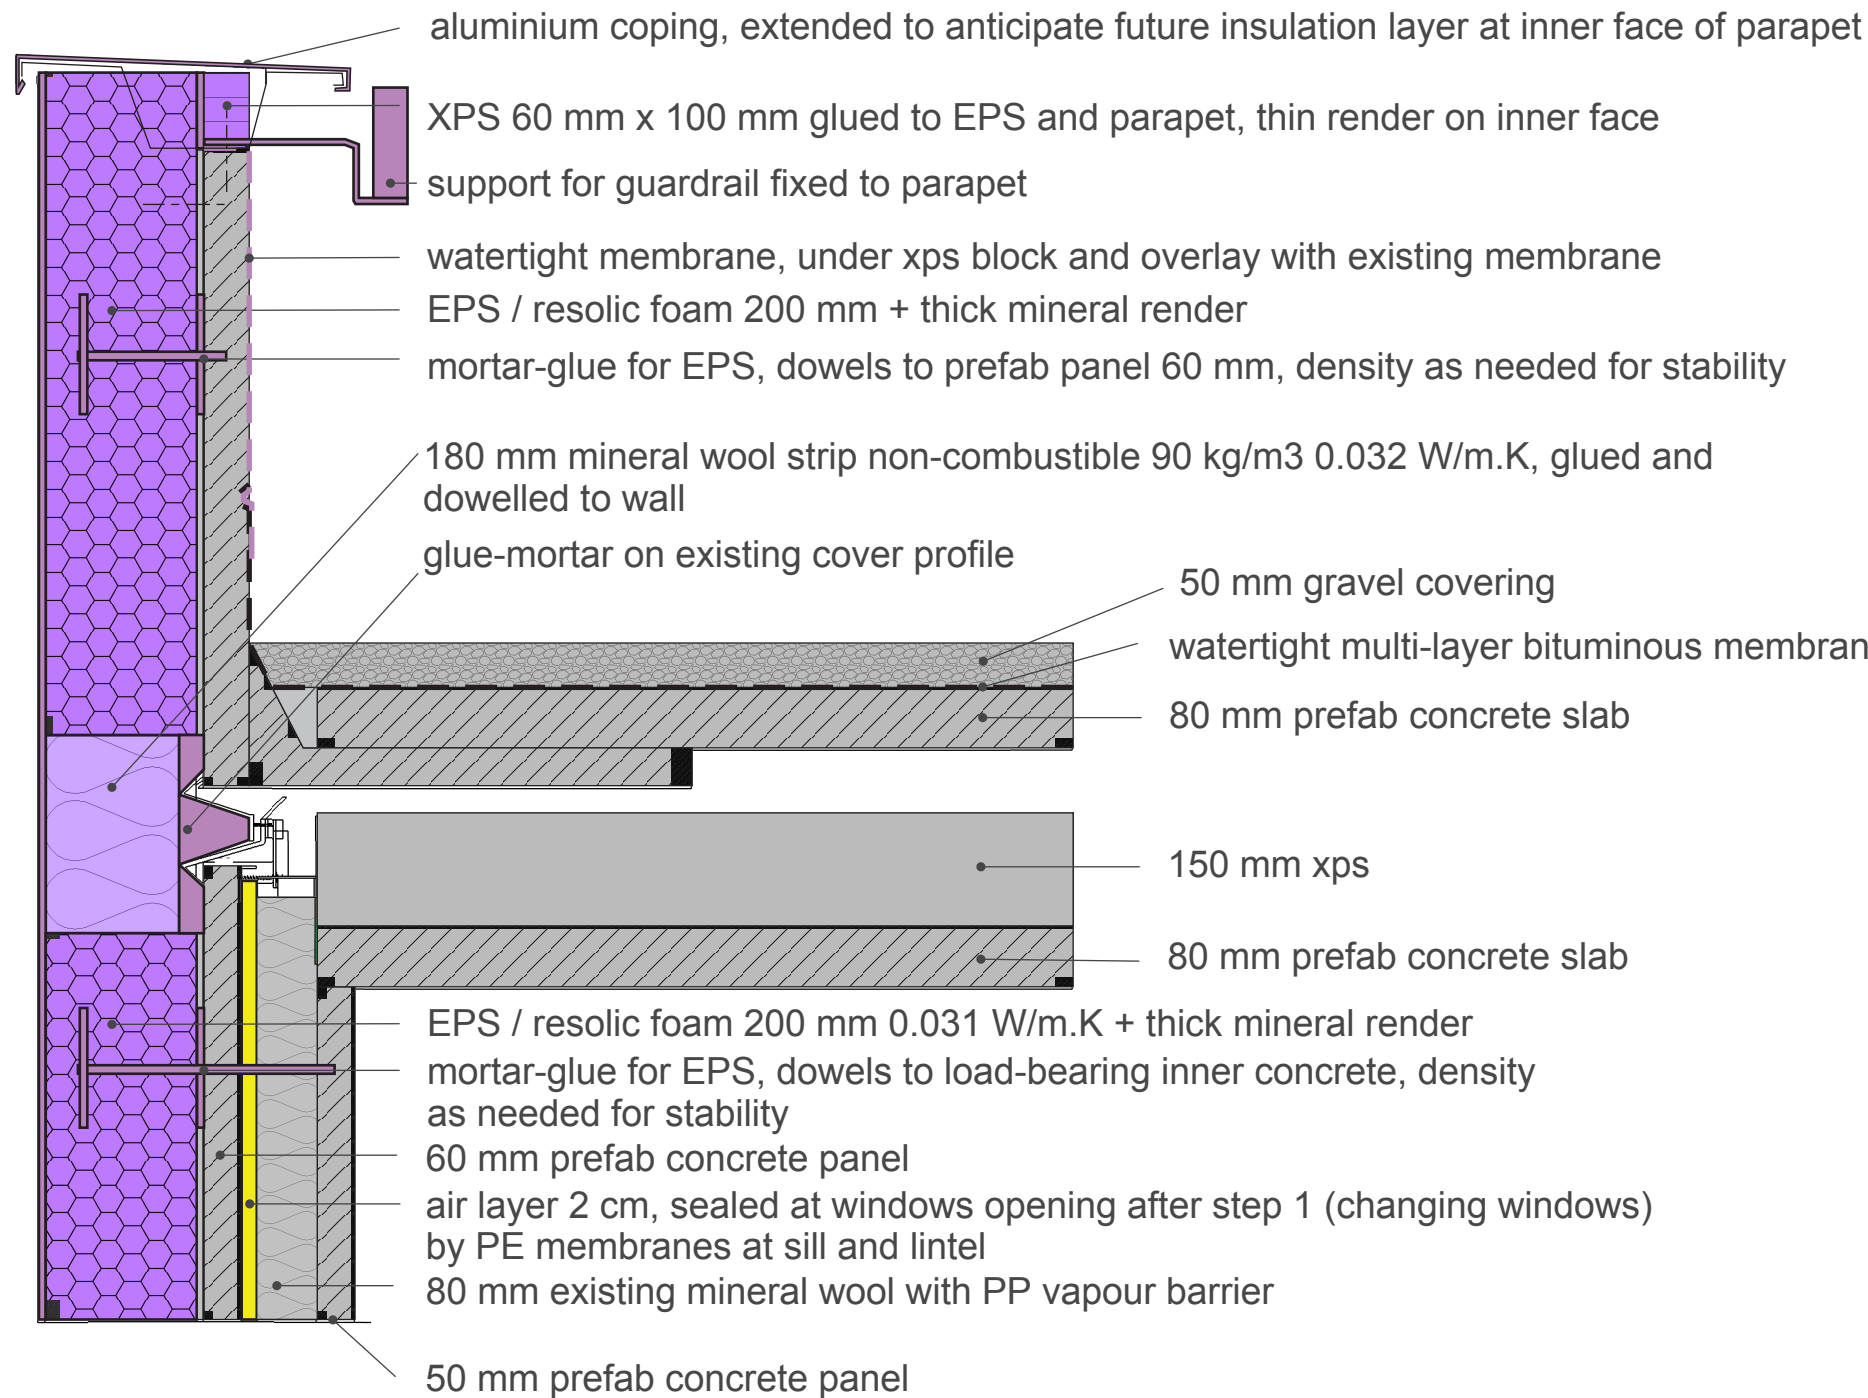 aluminium coping, extended to anticipate future insulation layer at inner face of parapet
XPS 60 mm x 100 mm glued to EPS and parapet, thin render on inner face
support for guardrail fixed to parapet
watertight membrane, under xps block and overlay with existing membrane
EPS / resolic foam 200 mm + thick mineral render
mortar-glue for EPS, dowels to prefab panel 60 mm, density as needed for stability
180 mm mineral wool strip non-combustible 90 kg/m3 0.032 W/m.K, glued and
dowelled to wall
glue-mortar on existing cover profile
50 mm gravel covering
watertight multi-layer bituminous membran
80 mm prefab concrete slab
150 mm xps
80 mm prefab concrete slab
EPS / resolic foam 200 mm 0.031 W/m.K + thick mineral render
mortar-glue for EPS, dowels to load-bearing inner concrete, density
as needed for stability
60 mm prefab concrete panel
air layer 2 cm, sealed at windows opening after step 1 (changing windows)
by PE membranes at sill and lintel
80 mm existing mineral wool with PP vapour barrier
50 mm prefab concrete panel